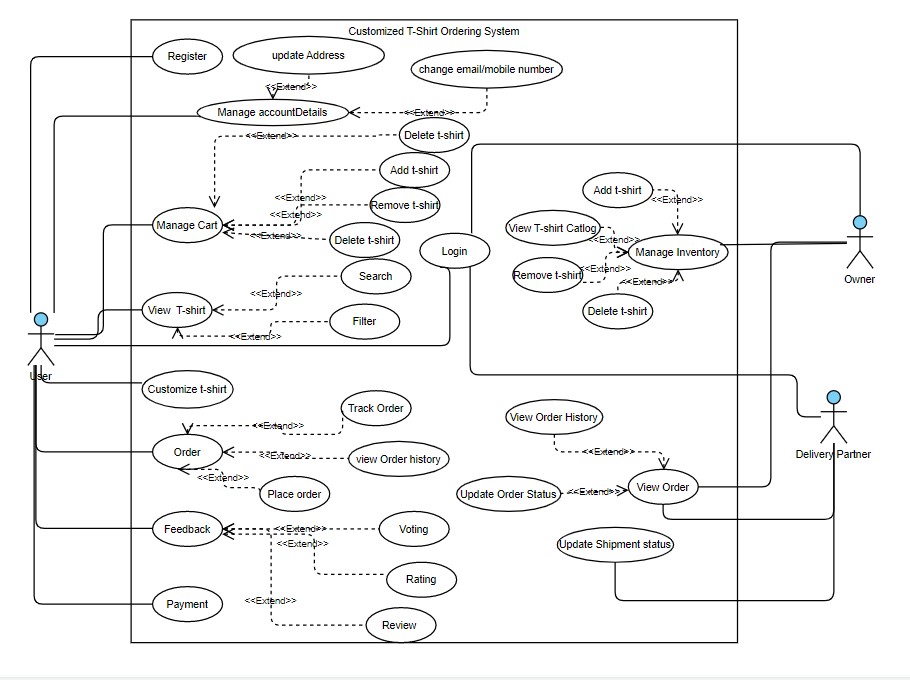 Customized T-Shirt Ordering System
Register
update Address
change email/mobile number
<<Extend>>
Manage accountDetails
<<Extend>>
<<Extend>>
Delete t-shirt
Add t-shirt
<<Extend>>
Remove t-shirt
<<Extend>>
Manage Cart
<<Extend>>
Delete t-shirt
Login
Search
<<Extend>>
View T-shirt
Filter
<<Extend>>
Add t-shirt
<<Extend>>
View T-shirt Catlog
<<Extend>>
Manage Inventory
<<Extend>>
Remove t-shirt
<<Extend>>
Delete t-shirt
Owner
User
Customize t-shirt
Track Order
<<Extend>>
Order
<<Extend>>
view Order history
<<Extend>>
Place order
View Order History
<<Extend>>
Delivery Partner
Update Order Status
<<Extend>>
View Order
Feedback
<<Extend>>
Voting
<<Extend>>
Update Shipment status
Rating
Payment
<<Extend>>
Review